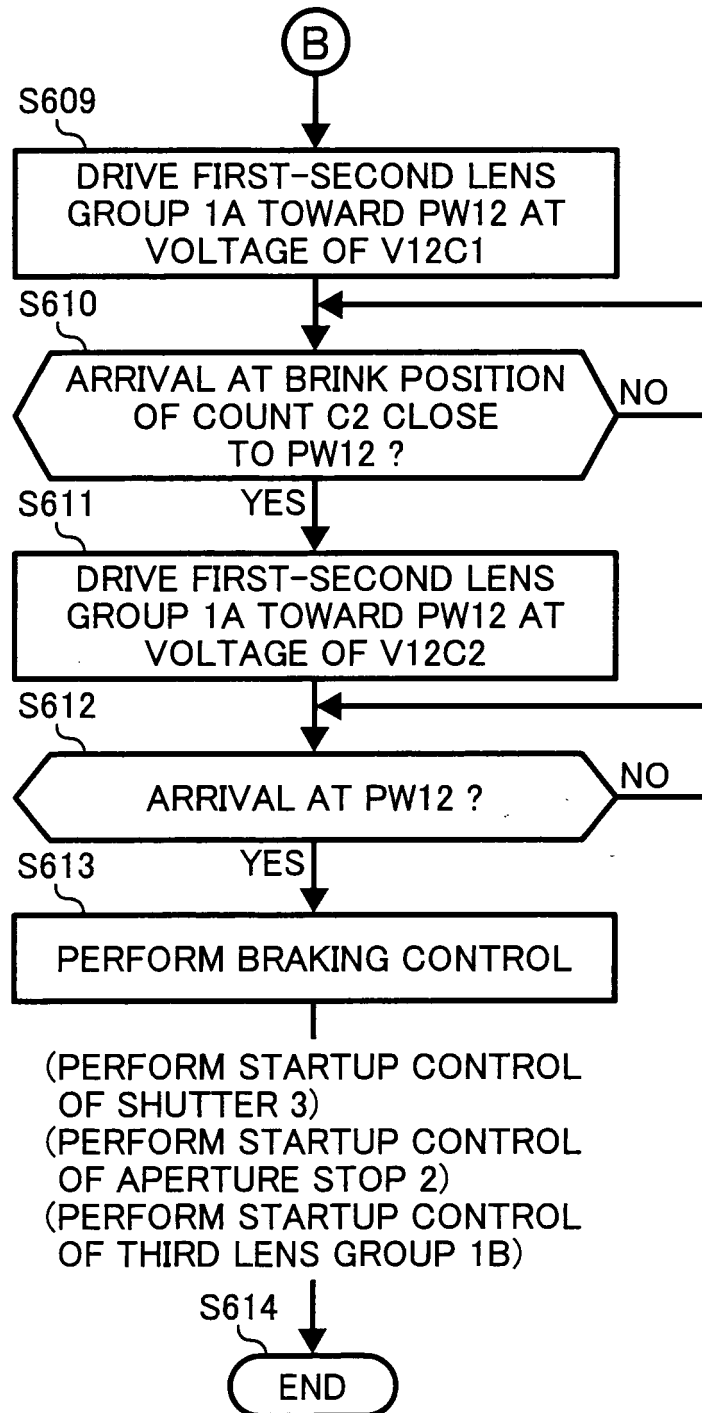 B
S609
DRIVE FIRST-SECOND LENS
GROUP 1A TOWARD PW12 AT
VOLTAGE OF V12C1
S610
ARRIVAL AT BRINK POSITION
OF COUNT C2 CLOSE
TO PW12 ?
NO
YES
S611
DRIVE FIRST-SECOND LENS
GROUP 1A TOWARD PW12 AT
VOLTAGE OF V12C2
S612
ARRIVAL AT PW12 ?
NO
YES
S613
PERFORM BRAKING CONTROL
(PERFORM STARTUP CONTROL
OF SHUTTER 3)
(PERFORM STARTUP CONTROL
OF APERTURE STOP 2)
(PERFORM STARTUP CONTROL
OF THIRD LENS GROUP 1B)
S614
END